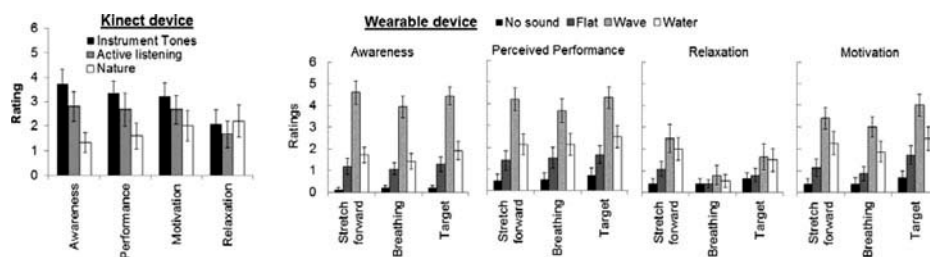 Kinect device
Instrument Tones
Active listening
Nature
Rating
6
5
4
3
2
1
0
Awareness
Performance
Motivation
Relaxation
Wearable device
No sound Flat Wave Water
Awareness
Perceived Performance
Relaxation
Motivation
Ratings
6
5
4
3
2
1
0
Stretch forward
Breathing
Target
Stretch forward
Breathing
Target
Stretch forward
Breathing
Target
Stretch forward
Breathing
Target